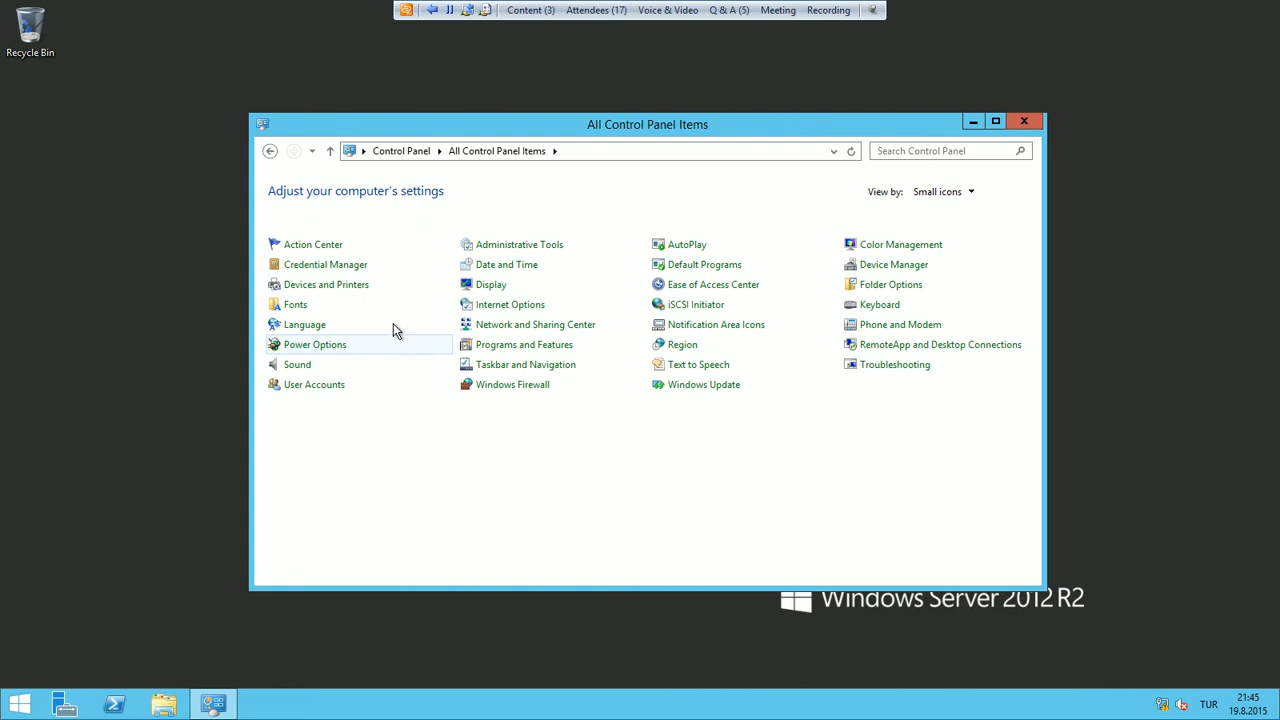 Content (3) Attendees (17) Voice & Video Q & A (5) Meeting Recording
Recycle Bin
All Control Panel Items
Control Panel All Control Panel Items Search Control Panel
Adjust your computer's settings View by: Small icons
Action Center Administrative Tools AutoPlay Color Management
Credential Manager Date and Time Default Programs Device Manager
Devices and Printers Display Ease of Access Center Folder Options
Fonts Internet Options iSCSI Initiator Keyboard
Language Network and Sharing Center Notification Area Icons Phone and Modem
Power Options Programs and Features Region RemoteApp and Desktop Connections
Sound Taskbar and Navigation Text to Speech Troubleshooting
User Accounts Windows Firewall Windows Update
Windows Server 2012 R2
TUR 21:45
19.8.2015